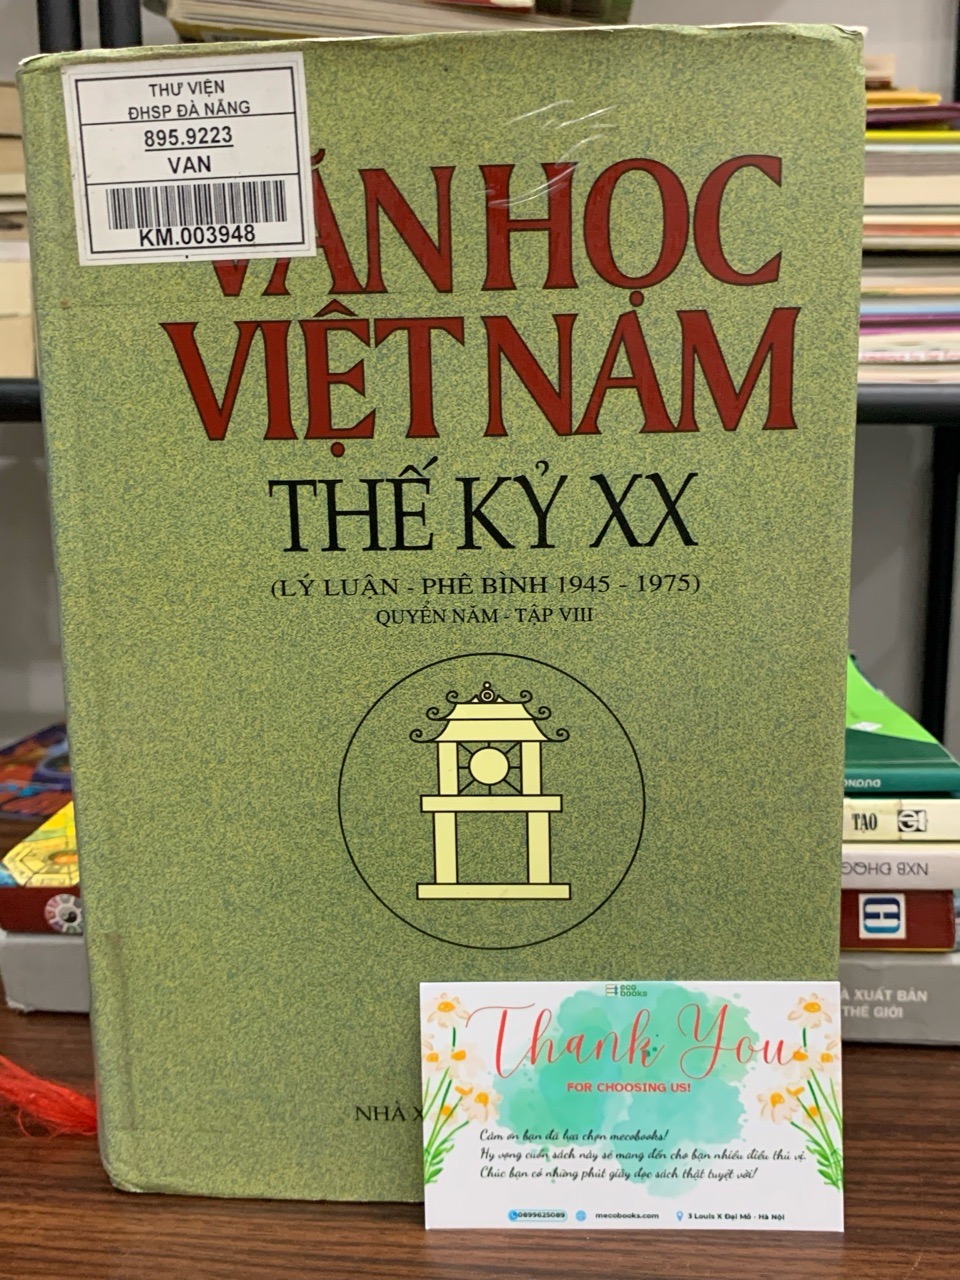 THƯ VIỆN
ĐHSP ĐÀ NẴNG
895.9223
VAN
KM.003948
VĂN HỌC
VIỆT NAM
THẾ KỶ XX
(LÝ LUẬN - PHÊ BÌNH 1945 - 1975)
QUYỂN NĂM - TẬP VIII
NHÀ X
TẠO
NXB ĐHQG
XUẤT BẢN
THẾ GIỚI
eco
books
Thank You
FOR CHOOSING US!
Cảm ơn bạn đã lựa chọn mecobooks!
Hy vọng cuốn sách này sẽ mang đến cho bạn nhiều điều thú vị.
Chúc bạn có những phút giây đọc sách thật tuyệt vời!
0899625089 mecobooks.com 3 Louis X Đại Mỗ - Hà Nội